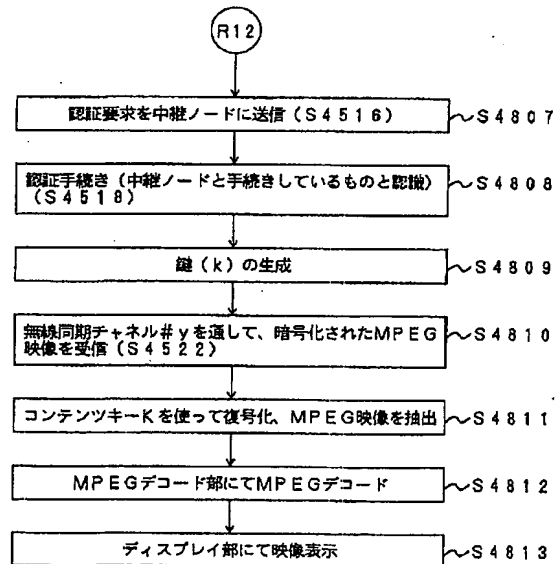 R12
認証要求を中継ノードに送信(S4516)
~S4807
認証手続き(中継ノードと手続きしているものと認識)
(S4518)
~S4808
鍵(k)の生成
~S4809
無線同期チャネル#yを通して、暗号化されたMPEG
映像を受信(S4522)
~S4810
コンテンツキーKを使って復号化、MPEG映像を抽出
~S4811
MPEGデコード部にてMPEGデコード
~S4812
ディスプレイ部にて映像表示
~S4813